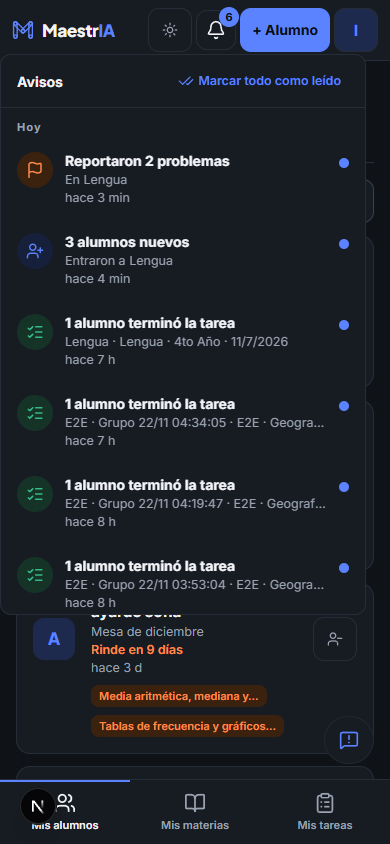 MaestrIA
6
+ Alumno
I
Avisos
Marcar todo como leído
Hoy
Reportaron 2 problemas
En Lengua
hace 3 min
3 alumnos nuevos
Entraron a Lengua
hace 4 min
1 alumno terminó la tarea
Lengua · Lengua · 4to Año · 11/7/2026
hace 7 h
1 alumno terminó la tarea
E2E · Grupo 22/11 04:34:05 · E2E · Geogra...
hace 7 h
1 alumno terminó la tarea
E2E · Grupo 22/11 04:19:47 · E2E · Geograf...
hace 8 h
1 alumno terminó la tarea
E2E · Grupo 22/11 03:53:04 · E2E · Geogra...
hace 8 h
A
Mesa de diciembre
Rinde en 9 días
hace 3 d
Media aritmética, mediana y...
Tablas de frecuencia y gráficos...
N
Mis alumnos
Mis materias
Mis tareas